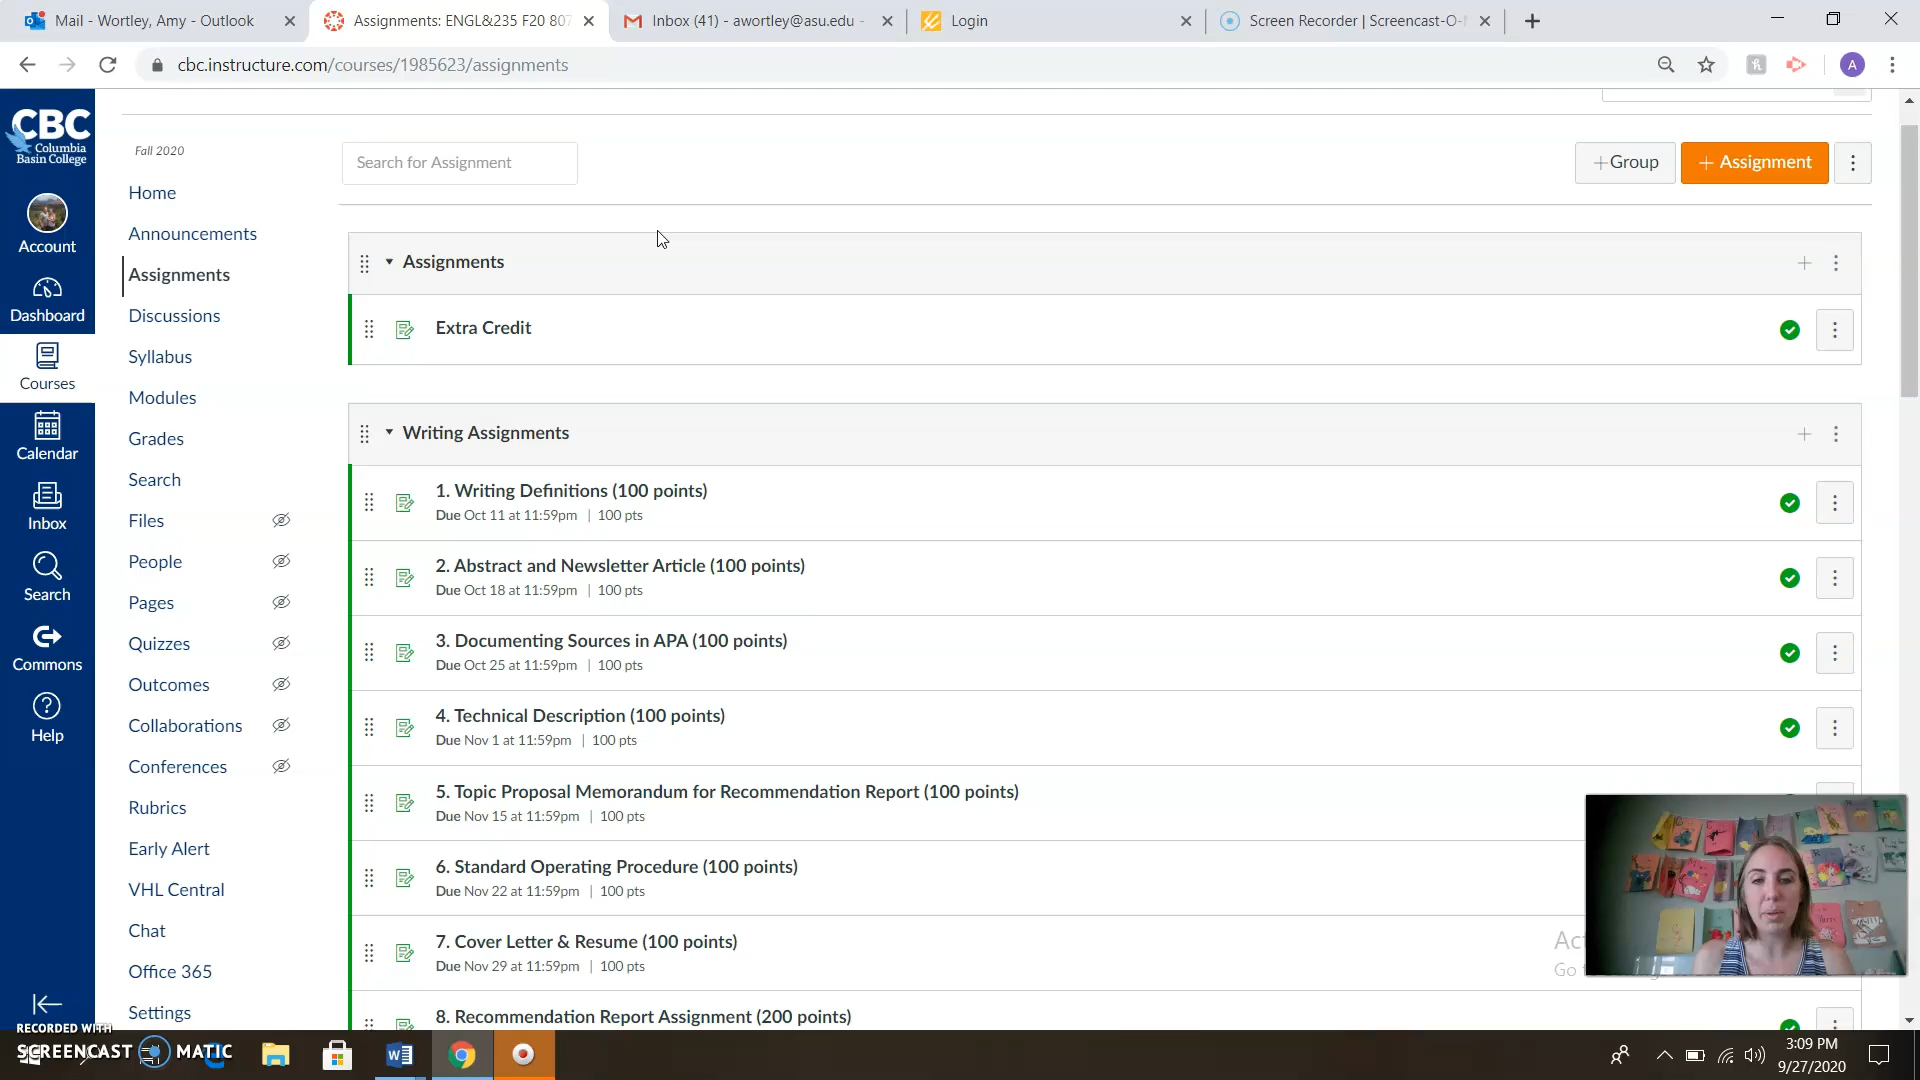 Mail - Wortley, Amy - Outlook
Assignments: ENGL&235 F20 807
Inbox (41) - awortley@asu.edu -
Login
Screen Recorder | Screencast-O-
cbc.instructure.com/courses/1985623/assignments
A
CBC
Columbia
Basin College
Account
Dashboard
Courses
Calendar
Inbox
Search
Commons
Help
Fall 2020
Home
Announcements
Assignments
Discussions
Syllabus
Modules
Grades
Search
Files
People
Pages
Quizzes
Outcomes
Collaborations
Conferences
Rubrics
Early Alert
VHL Central
Chat
Office 365
Settings
Search for Assignment
+Group
+ Assignment
Assignments
Extra Credit
Writing Assignments
1. Writing Definitions (100 points)
Due Oct 11 at 11:59pm | 100 pts
2. Abstract and Newsletter Article (100 points)
Due Oct 18 at 11:59pm | 100 pts
3. Documenting Sources in APA (100 points)
Due Oct 25 at 11:59pm | 100 pts
4. Technical Description (100 points)
Due Nov 1 at 11:59pm | 100 pts
5. Topic Proposal Memorandum for Recommendation Report (100 points)
Due Nov 15 at 11:59pm | 100 pts
6. Standard Operating Procedure (100 points)
Due Nov 22 at 11:59pm | 100 pts
7. Cover Letter & Resume (100 points)
Due Nov 29 at 11:59pm | 100 pts
8. Recommendation Report Assignment (200 points)
Go
RECORDED WITH
SCREENCAST MATIC
3:09 PM
9/27/2020